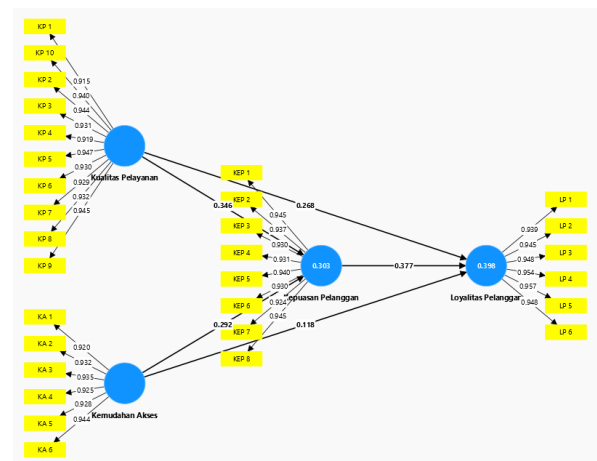 KP 1
KP 10
KP 2
KP 3
KP 4
KP 5
KP 6
KP 7
KP 8
KP 9
0.915
0.940
0.944
0.931
0.919
0.947
0.930
0.929
0.932
0.945
Kualitas Pelayanan
KA 1
KA 2
KA 3
KA 4
KA 5
KA 6
0.920
0.932
0.935
0.925
0.928
0.944
Kemudahan Akses
0.346
0.268
0.292
0.118
0.377
KEP 1
KEP 2
KEP 3
KEP 4
KEP 5
KEP 6
KEP 7
KEP 8
0.945
0.937
0.930
0.931
0.940
0.930
0.924
0.945
0.303
Kepuasan Pelanggan
0.398
Loyalitas Pelanggan
0.939
0.945
0.948
0.954
0.957
0.948
LP 1
LP 2
LP 3
LP 4
LP 5
LP 6